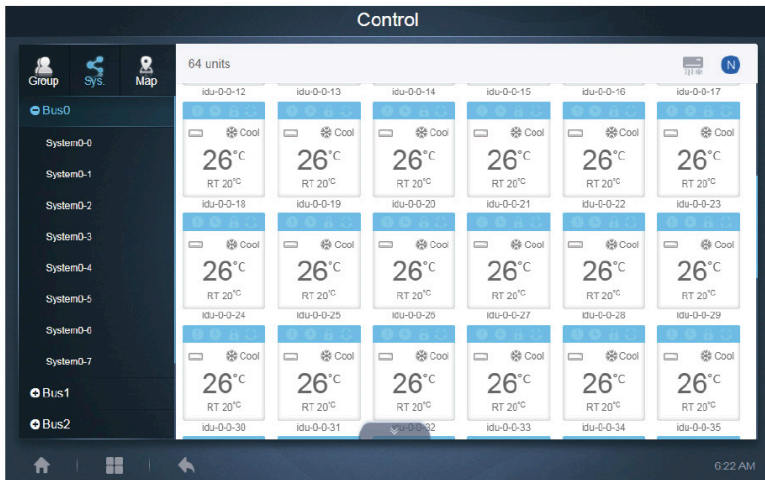 Control
Group Sys. Map
64 units
N
idu-0-0-12 idu-0-0-13 idu-0-0-14 idu-0-0-15 idu-0-0-16 idu-0-0-17
Bus0
Cool Cool Cool Cool Cool Cool
System0-0
26°C 26°C 26°C 26°C 26°C 26°C
System0-1
RT 20°C RT 20°C RT 20°C RT 20°C RT 20°C RT 20°C
System0-2
idu-0-0-18 idu-0-0-19 idu-0-0-20 idu-0-0-21 idu-0-0-22 idu-0-0-23
System0-3
Cool Cool Cool Cool Cool Cool
System0-4
26°C 26°C 26°C 26°C 26°C 26°C
System0-5
RT 20°C RT 20°C RT 20°C RT 20°C RT 20°C RT 20°C
idu-0-0-24 idu-0-0-25 idu-0-0-26 idu-0-0-27 idu-0-0-28 idu-0-0-29
System0-6
Cool Cool Cool Cool Cool Cool
System0-7
26°C 26°C 26°C 26°C 26°C 26°C
Bus1
RT 20°C RT 20°C RT 20°C RT 20°C RT 20°C RT 20°C
Bus2
idu-0-0-30 idu-0-0-31 idu-0-0-32 idu-0-0-33 idu-0-0-34 idu-0-0-35
6:22 AM